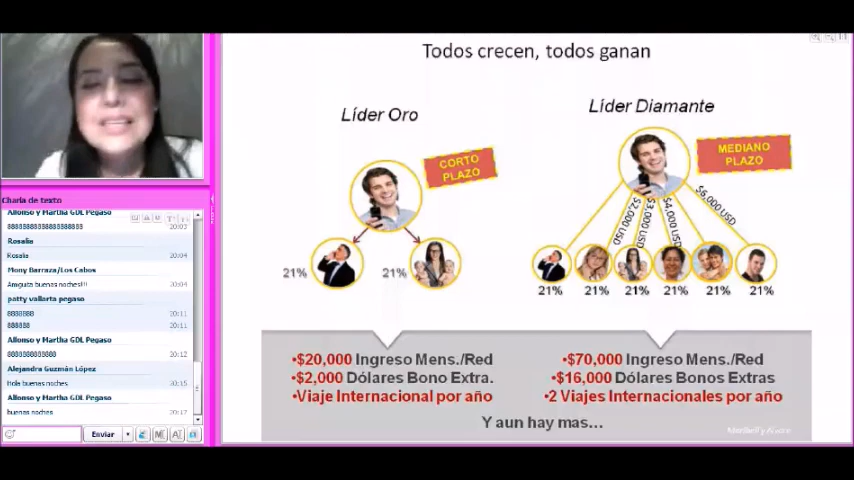 Charla de texto
Alfonso y Martha GDL Pegaso
20:03
Rosalia
Rosalia
20:04
Mony Barraza/Los Cabos
Amiguita buenas noches!!!
20:04
patty vallarta pegaso
8888888
20:11
888888
20:11
Alfonso y Martha GDL Pegaso
20:12
Alejandra Guzmán López
Hola buenas noches
20:15
Alfonso y Martha GDL Pegaso
buenas noches
20:17
Enviar
Todos crecen, todos ganan
Líder Oro
CORTO
PLAZO
21%
21%
Líder Diamante
MEDIANO
PLAZO
$2,000 USD
$3,000 USD
$4,000 USD
$6,000 USD
21%
21%
21%
21%
21%
21%
•$20,000 Ingreso Mens./Red
•$2,000 Dólares Bono Extra.
•Viaje Internacional por año
•$70,000 Ingreso Mens./Red
•$16,000 Dólares Bonos Extras
•2 Viajes Internacionales por año
Y aun hay mas...